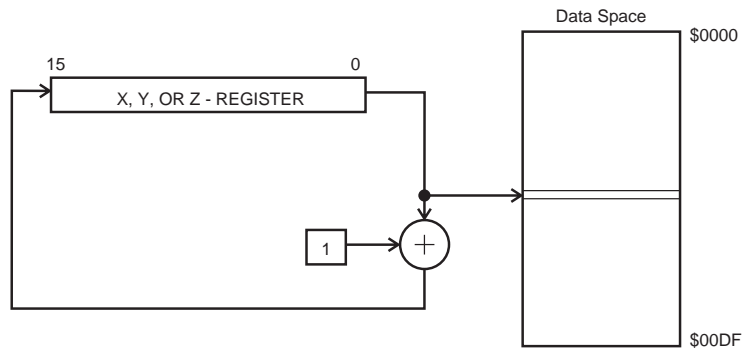 Data Space
$0000
15
0
X, Y, OR Z - REGISTER
1
+
$00DF